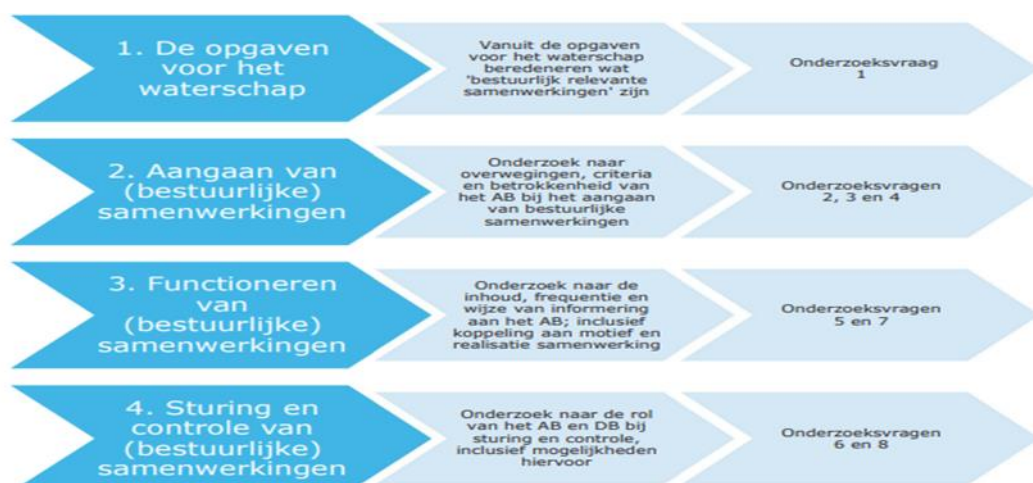 1. De opgaven
voor het
waterschap
Vanuit de opgaven
voor het waterschap
beredeneren wat
'bestuurlijk relevante
samenwerkingen' zijn
Onderzoeksvraag
1
2. Aangaan van
(bestuurlijke)
samenwerkingen
Onderzoek naar
overwegingen, criteria
en betrokkenheid van
het AB bij het aangaan
van bestuurlijke
samenwerkingen
Onderzoeksvragen
2, 3 en 4
3. Functioneren
van
(bestuurlijke)
samenwerkingen
Onderzoek naar de
inhoud, frequentie en
wijze van informering
aan het AB; inclusief
koppeling aan motief en
realisatie samenwerking
Onderzoeksvragen
5 en 7
4. Sturing en
controle van
(bestuurlijke)
samenwerkingen
Onderzoek naar de rol
van het AB en DB bij
sturing en controle,
inclusief mogelijkheden
hiervoor
Onderzoeksvragen
6 en 8